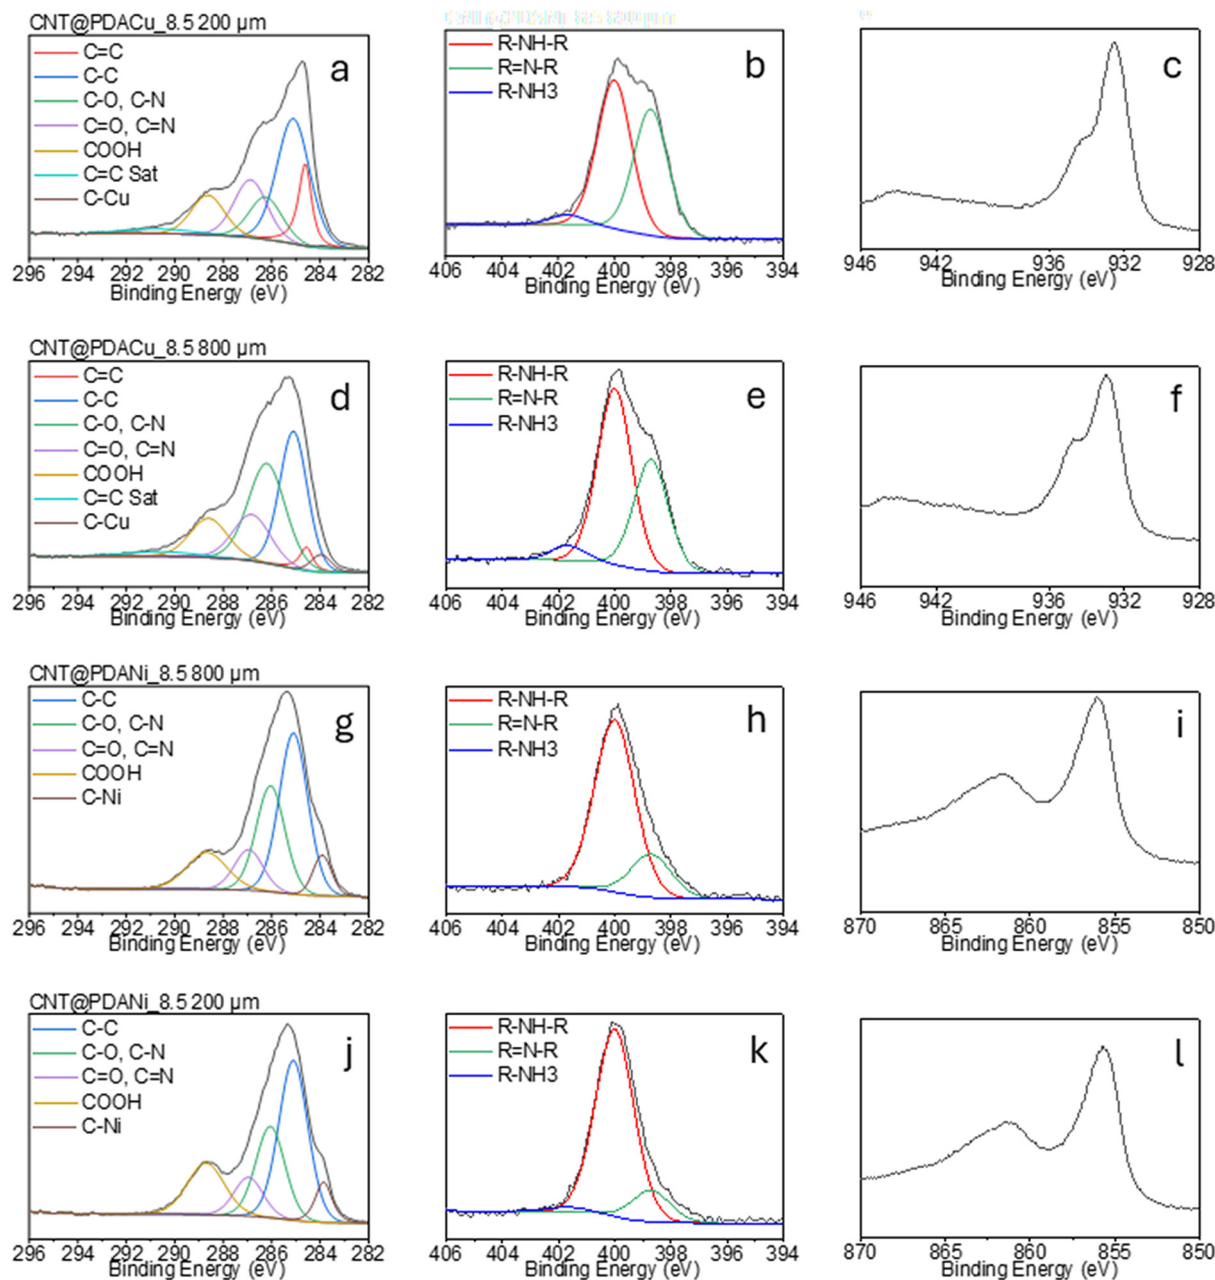 CNT@PDACu_8.5 200 µm
C=C
C-C
C-O, C-N
C=O, C=N
COOH
C=C Sat
C-Cu
a
296 294 292 290 288 286 284 282
Binding Energy (eV)
R-NH-R
R=N-R
R-NH3
b
406 404 402 400 398 396 394
Binding Energy (eV)
c
946 942 936 932 928
Binding Energy (eV)
CNT@PDACu_8.5 800 µm
C=C
C-C
C-O, C-N
C=O, C=N
COOH
C=C Sat
C-Cu
d
296 294 292 290 288 286 284 282
Binding Energy (eV)
R-NH-R
R=N-R
R-NH3
e
406 404 402 400 398 396 394
Binding Energy (eV)
f
946 942 936 932 928
Binding Energy (eV)
CNT@PDANi_8.5 800 µm
C-C
C-O, C-N
C=O, C=N
COOH
C-Ni
g
296 294 292 290 288 286 284 282
Binding Energy (eV)
R-NH-R
R=N-R
R-NH3
h
406 404 402 400 398 396 394
Binding Energy (eV)
i
870 865 860 855 850
Binding Energy (eV)
CNT@PDANi_8.5 200 µm
C-C
C-O, C-N
C=O, C=N
COOH
C-Ni
j
296 294 292 290 288 286 284 282
Binding Energy (eV)
R-NH-R
R=N-R
R-NH3
k
406 404 402 400 398 396 394
Binding Energy (eV)
l
870 865 860 855 850
Binding Energy (eV)